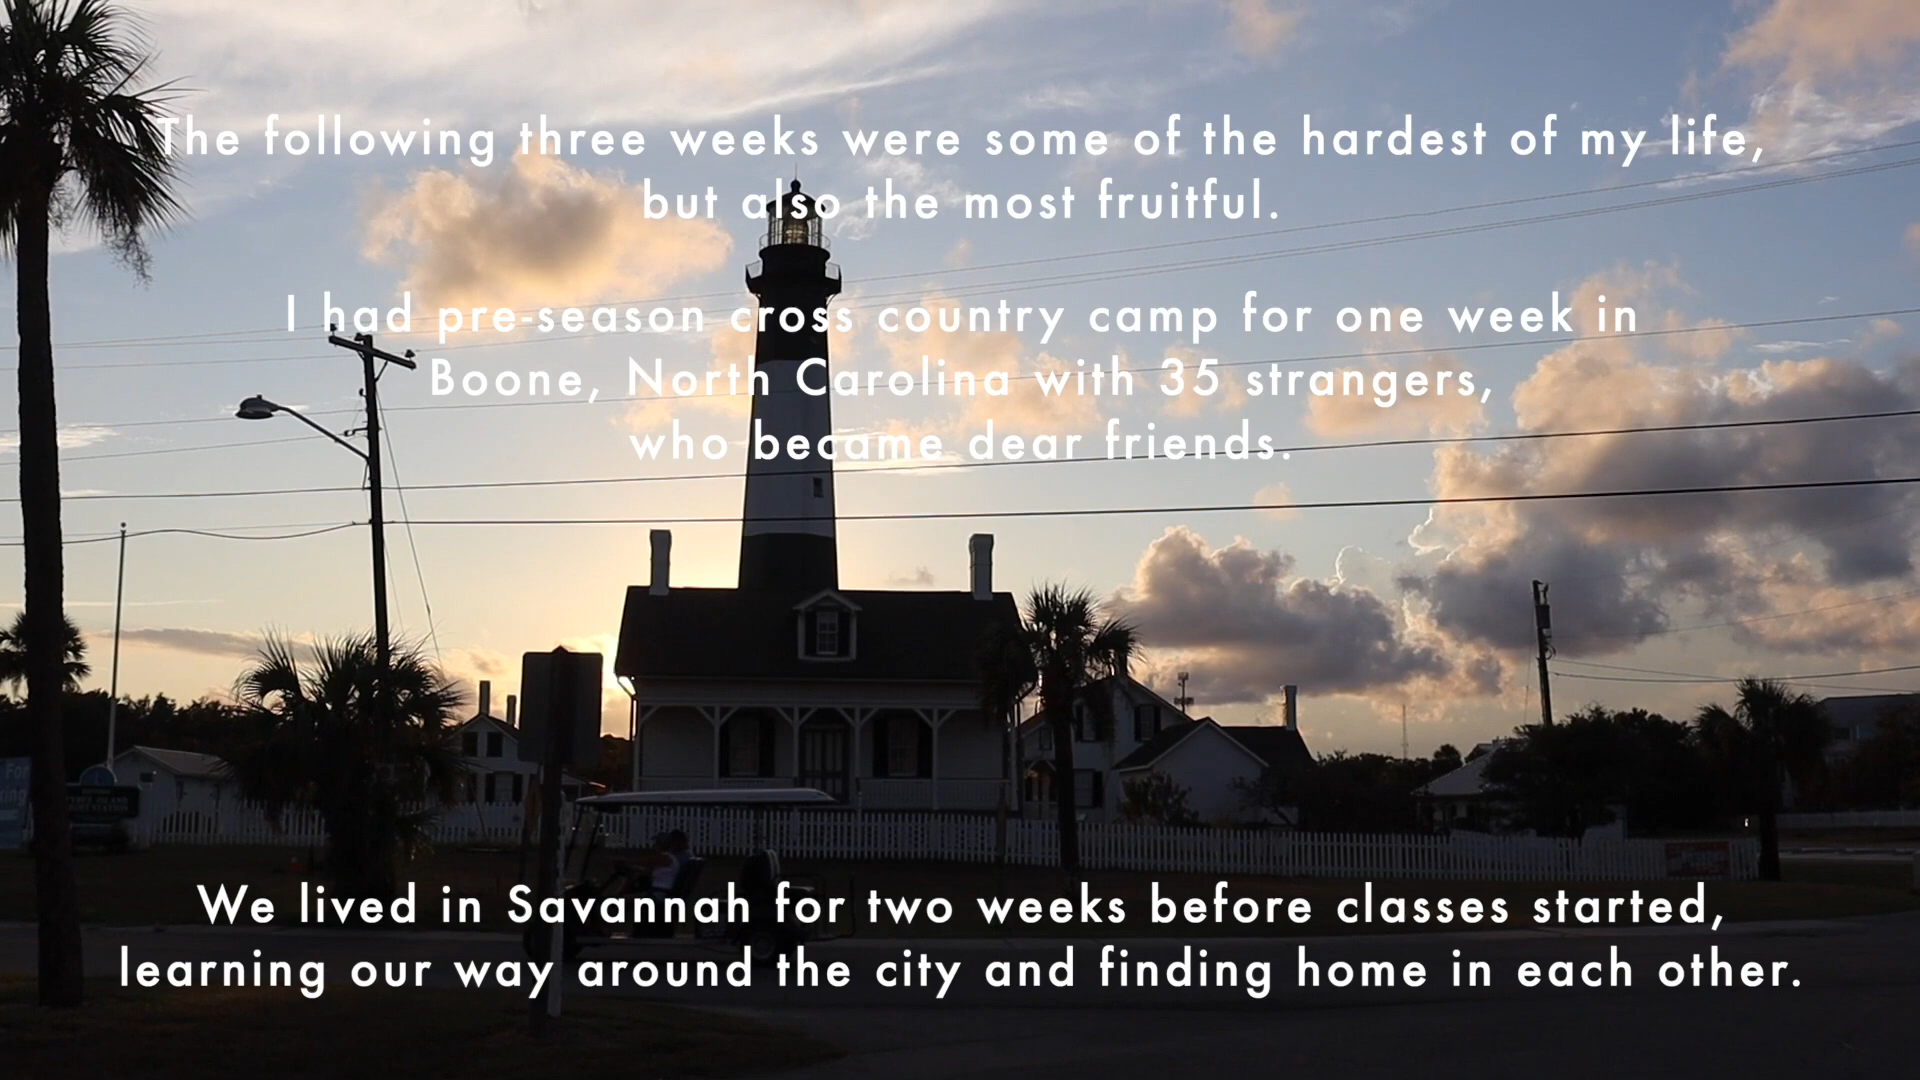 The following three weeks were some of the hardest of my life,
but also the most fruitful.
I had pre-season cross country camp for one week in
Boone, North Carolina with 35 strangers,
who became dear friends.
We lived in Savannah for two weeks before classes started,
learning our way around the city and finding home in each other.
For